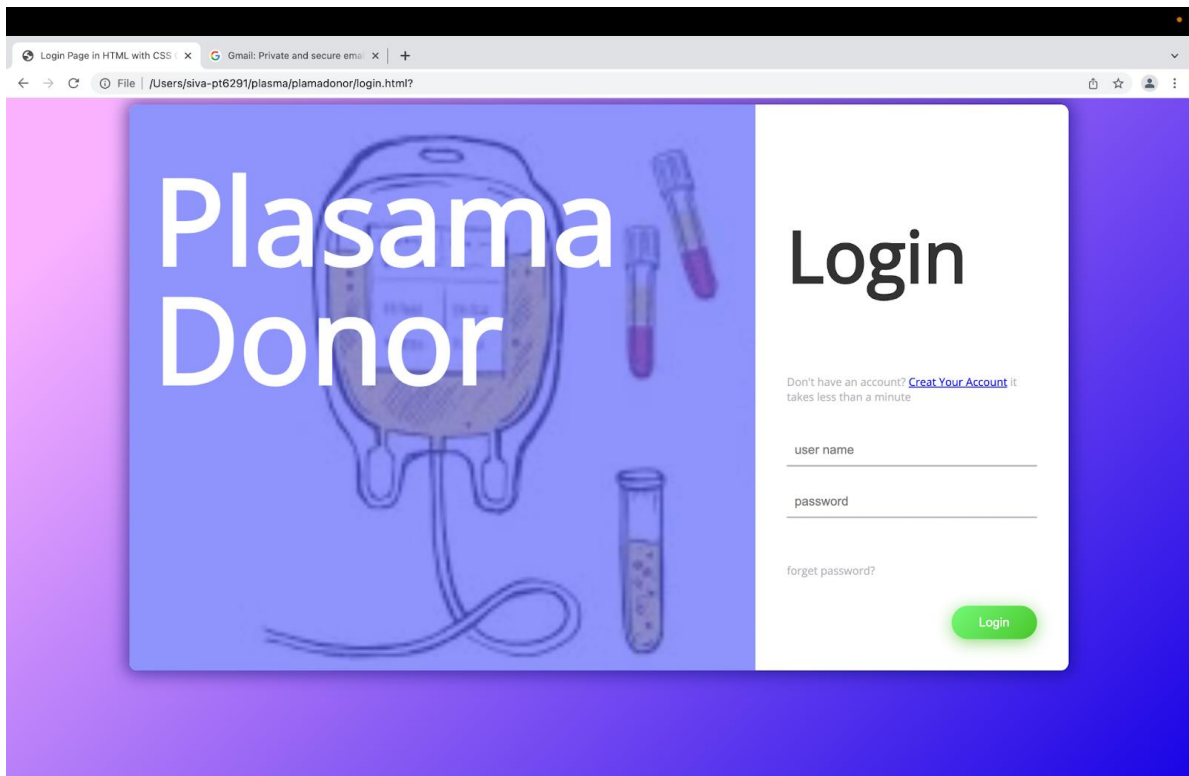 Login Page in HTML with CSS
Gmail: Private and secure ema
File | /Users/siva-pt6291/plasma/plamadonor/login.html?
Plasama
Donor
Login
Don't have an account? Creat Your Account it
takes less than a minute
user name
password
forget password?
Login